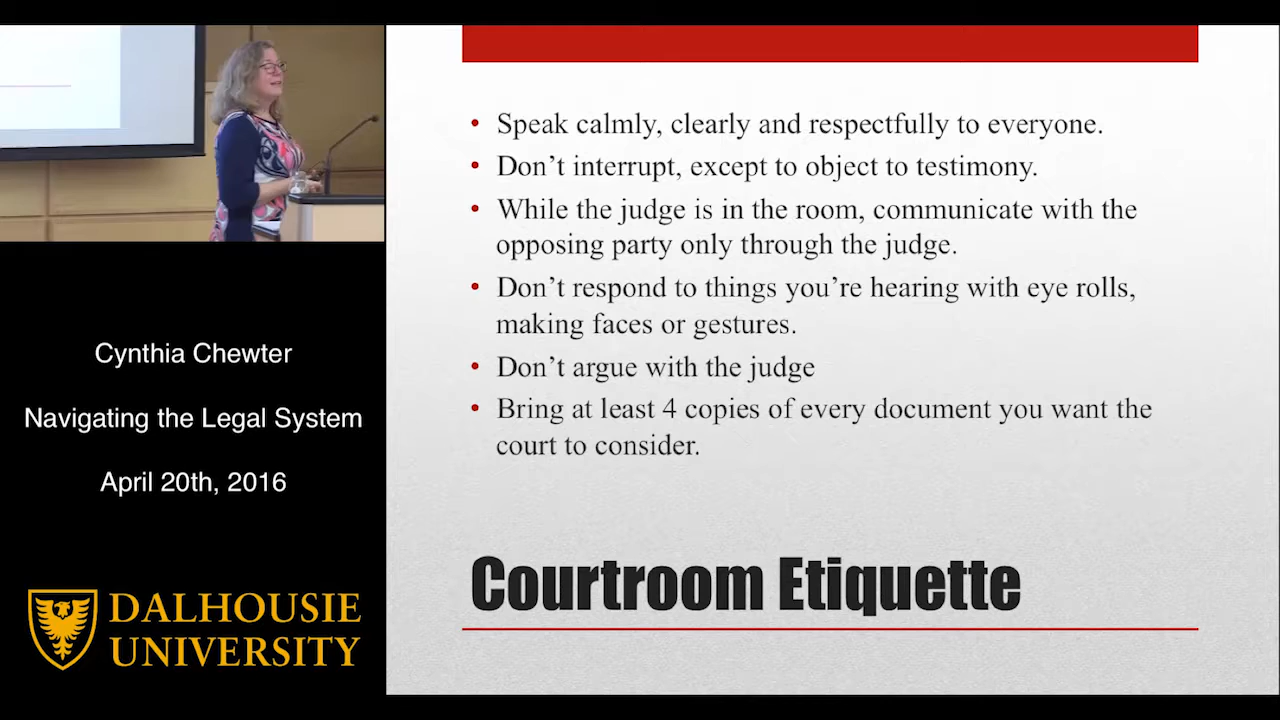 Cynthia Chewter
Navigating the Legal System
April 20th, 2016
DALHOUSIE
UNIVERSITY
• Speak calmly, clearly and respectfully to everyone.
• Don’t interrupt, except to object to testimony.
• While the judge is in the room, communicate with the
opposing party only through the judge.
• Don’t respond to things you’re hearing with eye rolls,
making faces or gestures.
• Don’t argue with the judge
• Bring at least 4 copies of every document you want the
court to consider.
Courtroom Etiquette